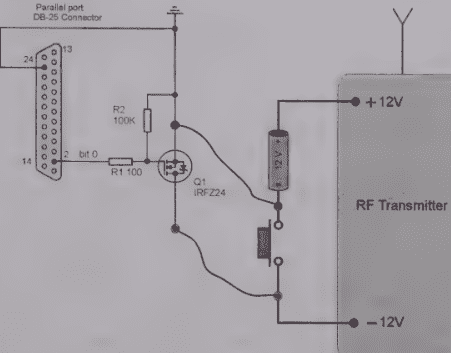 Parallel port
DB-25 Connector
13
24
R2
100K
+ 12V
12 V +
14
2
bit 0
R1 100
Q1
IRFZ24
RF Transmitter
- 12V